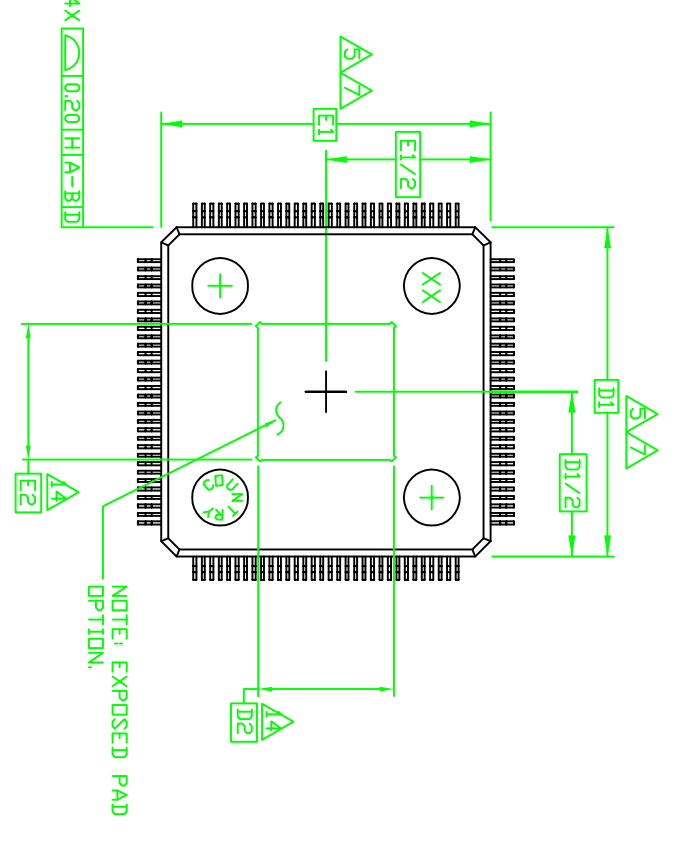 4X 0.20 H A-B D
5 7
E1
E1/2
XX
D1
5 7
D1/2
E2
14
COUNTRY
NOTE: EXPOSED PAD
OPTION.
D2
14